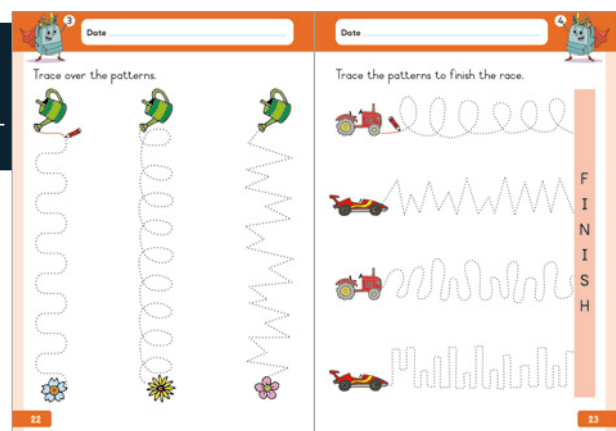 3
Date
Trace over the patterns.
22
4
Date
Trace the patterns to finish the race.
F
I
N
I
S
H
23